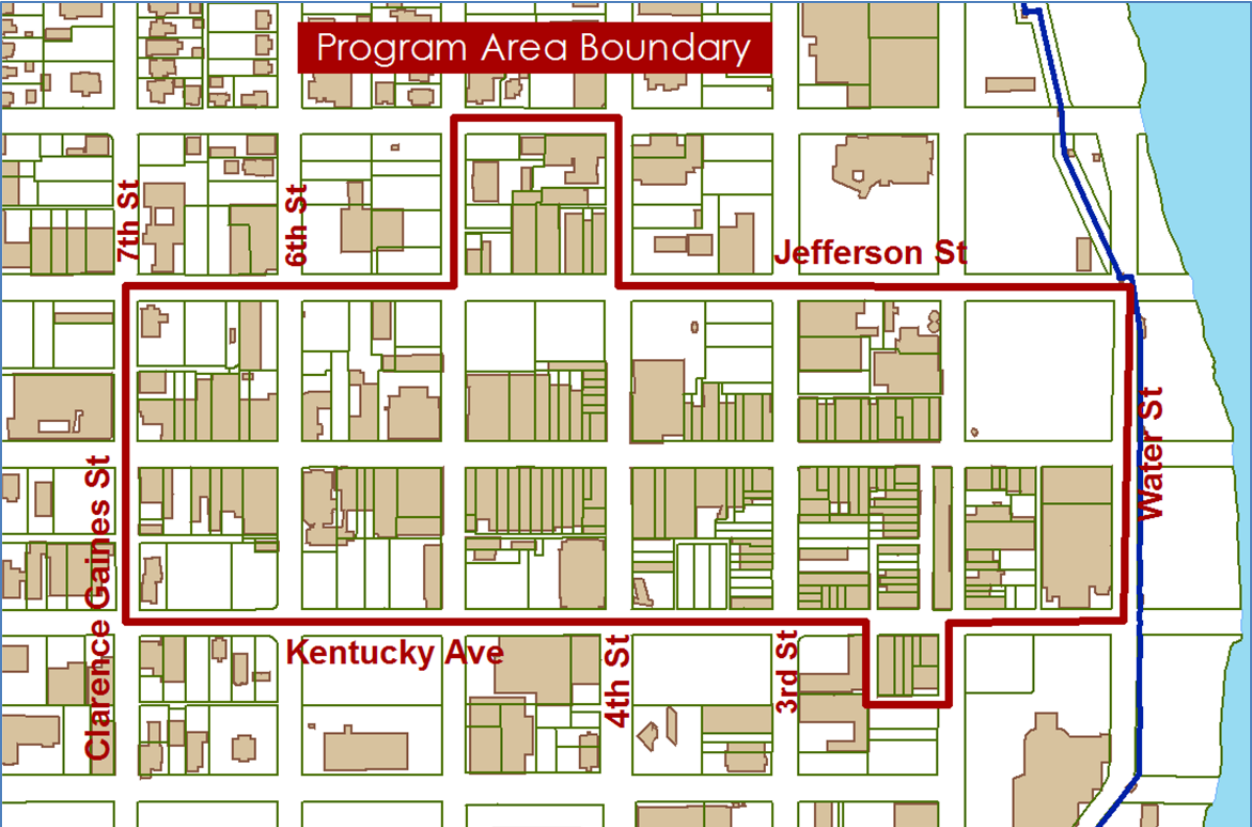 Program Area Boundary
7th St
6th St
Jefferson St
Water St
Clarence Gaines St
Kentucky Ave
4th St
3rd St